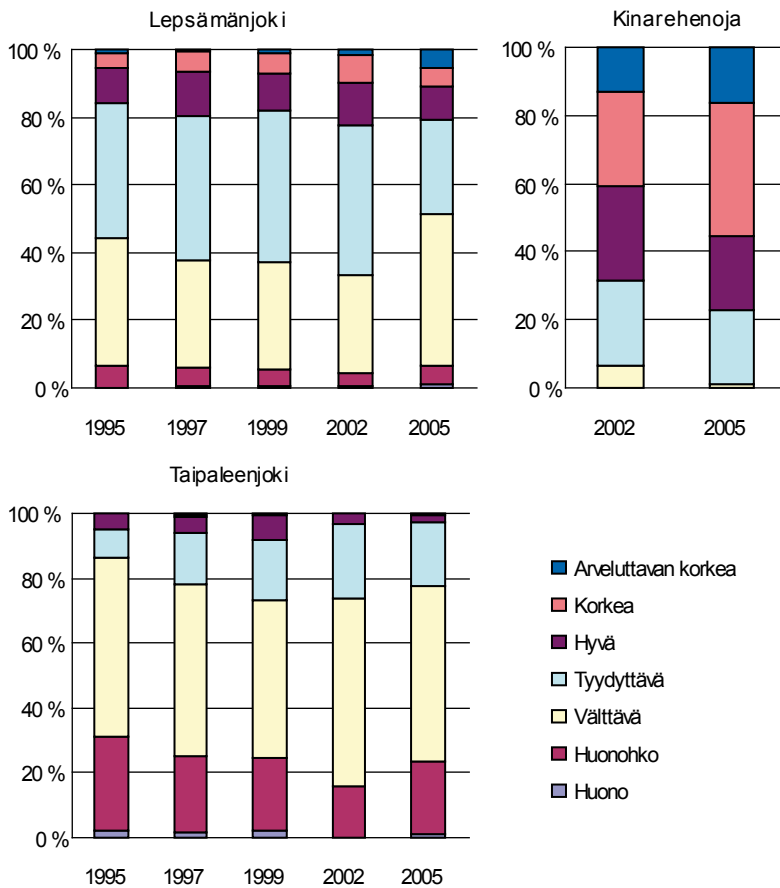 Lepsämänjoki
100 %
80 %
60 %
40 %
20 %
0 %
1995 1997 1999 2002 2005
Kinarehenoja
100 %
80 %
60 %
40 %
20 %
0 %
2002 2005
Taipaleenjoki
100 %
80 %
60 %
40 %
20 %
0 %
1995 1997 1999 2002 2005
Arveluttavan korkea
Korkea
Hyvä
Tyydyttävä
Välttävä
Huonohko
Huono